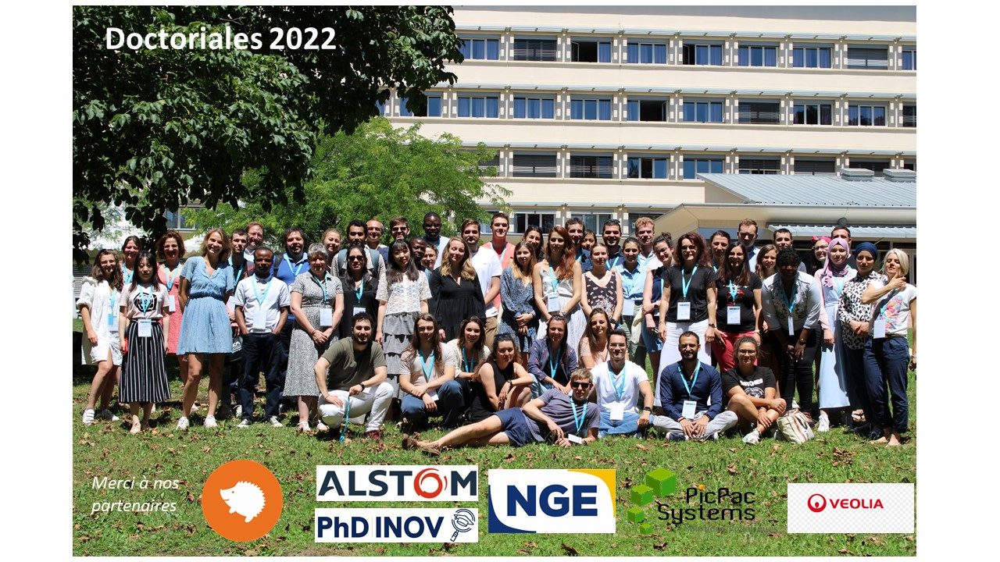 Doctoriales 2022
Merci à nos
partenaires
ALSTOM
PhD INOV
NGE
PicPac
Systems
VEOLIA